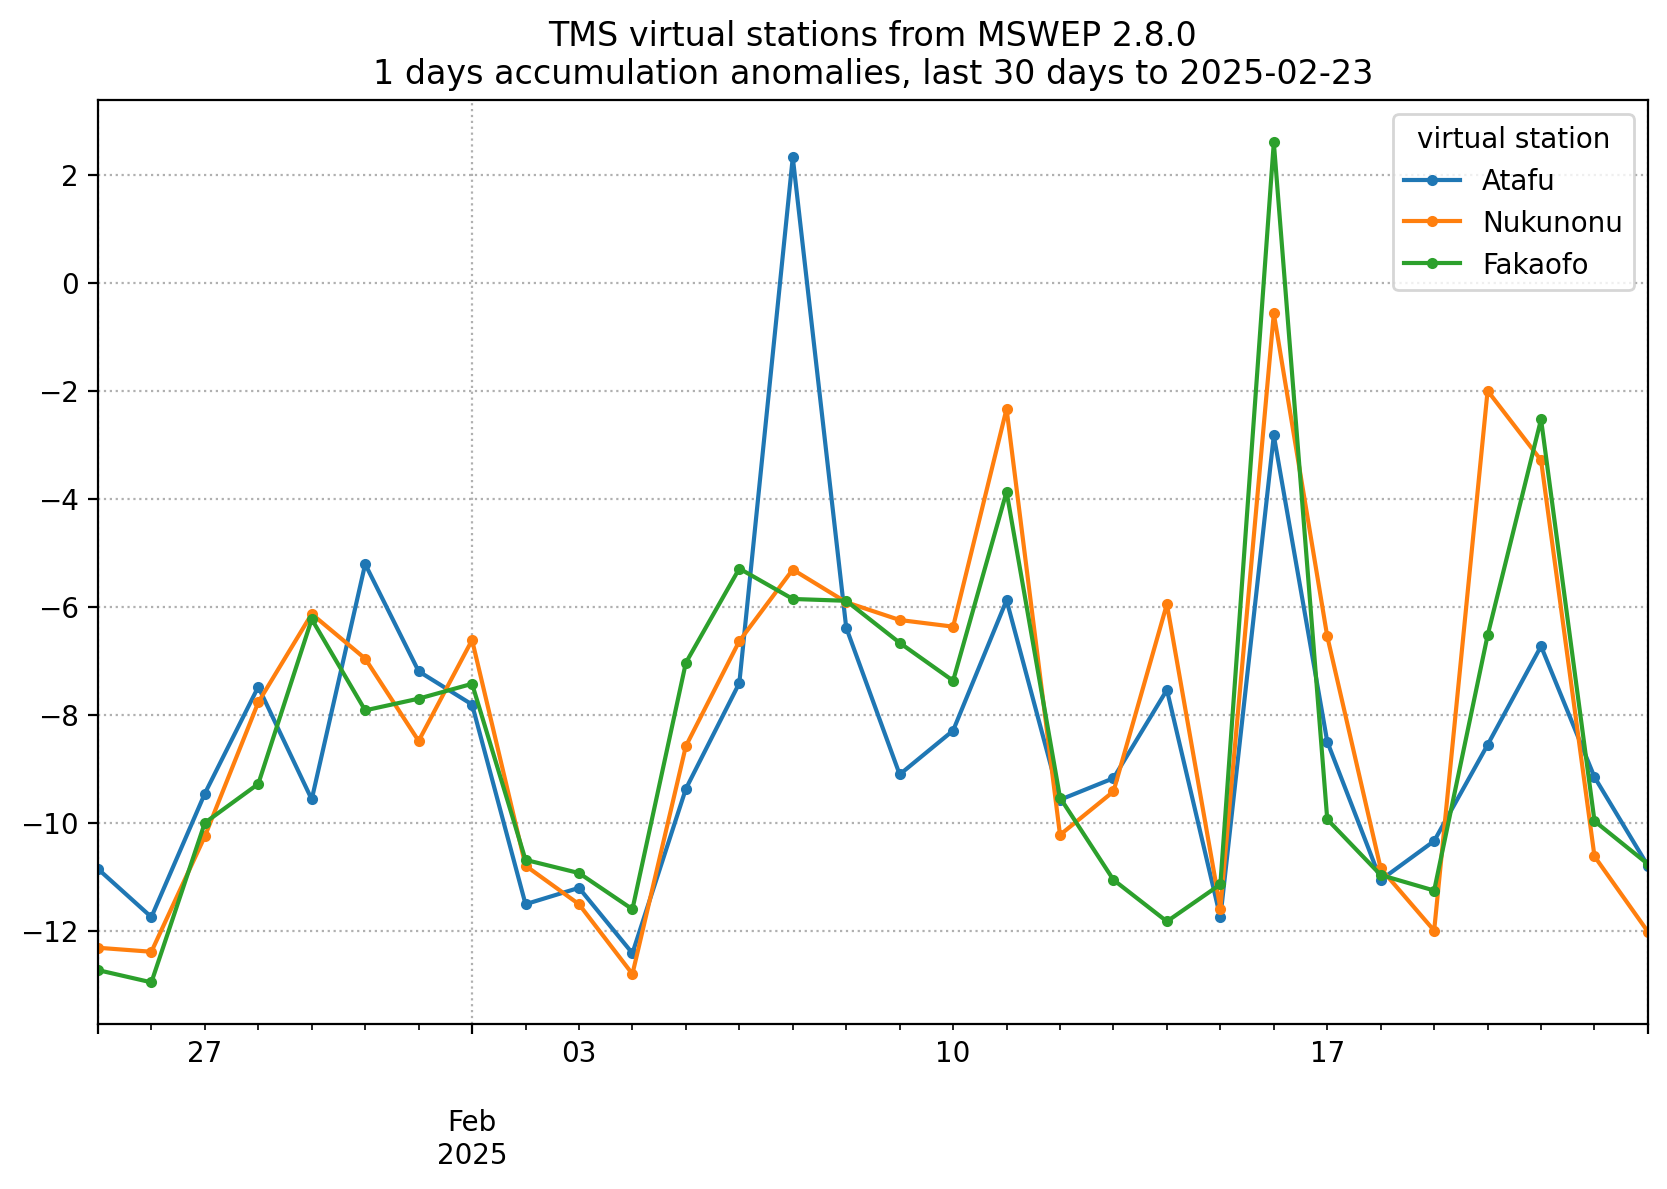 TMS virtual stations from MSWEP 2.8.0
1 days accumulation anomalies, last 30 days to 2025-02-23
virtual station
Atafu
Nukunonu
Fakaofo
2
0
−2
−4
−6
−8
−10
−12
27
03
10
17
Feb
2025